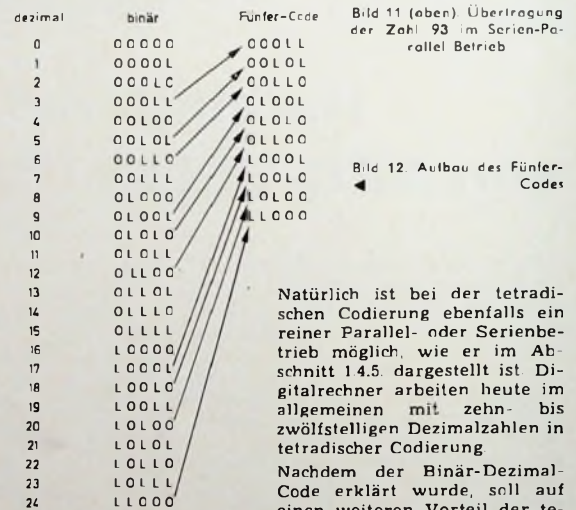 dezimal binär Fünfer-Code
0 OOOOO OOOLL
1 OOOOL OOLOL
2 OOOLO OOLLO
3 OOOLL OLOOL
4 OOLOO OLOLO
5 OOLOL OLLOO
6 OOLLO LOOOL
7 OOLLL LOOLO
8 OLOOO LOLOO
9 OLOOL LLOOO
10 OLOLO
11 OLOLL
12 OLLOO
13 OLLOL
14 OLLLO
15 OLLLL
16 LOOOO
17 LOOOL
18 LOOLO
19 LOOLL
20 LOLOO
21 LOLOL
22 LOLLO
23 LOLLL
24 LLOOO
Bild 11 (oben). Übertragung
der Zahl 93 im Serien-Pa-
rallel Betrieb
Bild 12. Aufbau des Fünfer-
◄ Codes
Natürlich ist bei der tetradi-
schen Codierung ebenfalls ein
reiner Parallel- oder Serienbe-
trieb möglich, wie er im Ab-
schnitt 1.4.5. dargestellt ist. Di-
gitalrechner arbeiten heute im
allgemeinen mit zehn- bis
zwölfstelligen Dezimalzahlen in
tetradischer Codierung.
Nachdem der Binär-Dezimal-
Code erklärt wurde, soll auf
einen weiteren Vorteil der te-